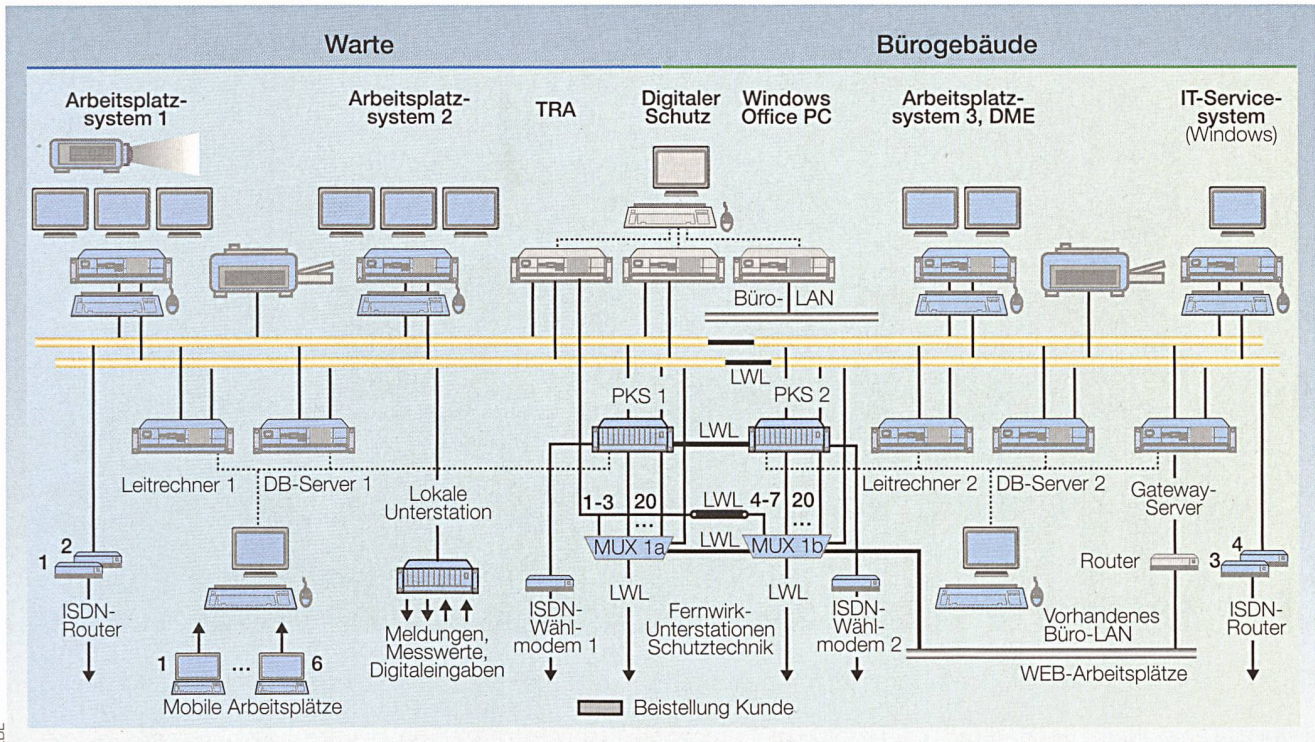 Warte
Bürogebäude
Arbeitsplatz-
system 1
Arbeitsplatz-
system 2
TRA
Digitaler
Schutz
Windows
Office PC
Arbeitsplatz-
system 3, DME
IT-Service-
system
(Windows)
Büro-LAN
LWL
PKS 1
PKS 2
LWL
Leitrechner 1
DB-Server 1
Lokale
Unterstation
1-3
20
...
LWL
4-7
20
...
Leitrechner 2
DB-Server 2
Gateway-
Server
MUX 1a
LWL
MUX 1b
1
2
ISDN-
Router
Router
3
4
ISDN-
Router
LWL
LWL
Meldungen,
Messwerte,
Digitaleingaben
ISDN-
Wähl-
modem 1
Fernwirk-
Unterstationen
Schutztechnik
ISDN-
Wähl-
modem 2
Vorhandenes
Büro-LAN
1
...
6
Mobile Arbeitsplätze
WEB-Arbeitsplätze
Beistellung Kunde